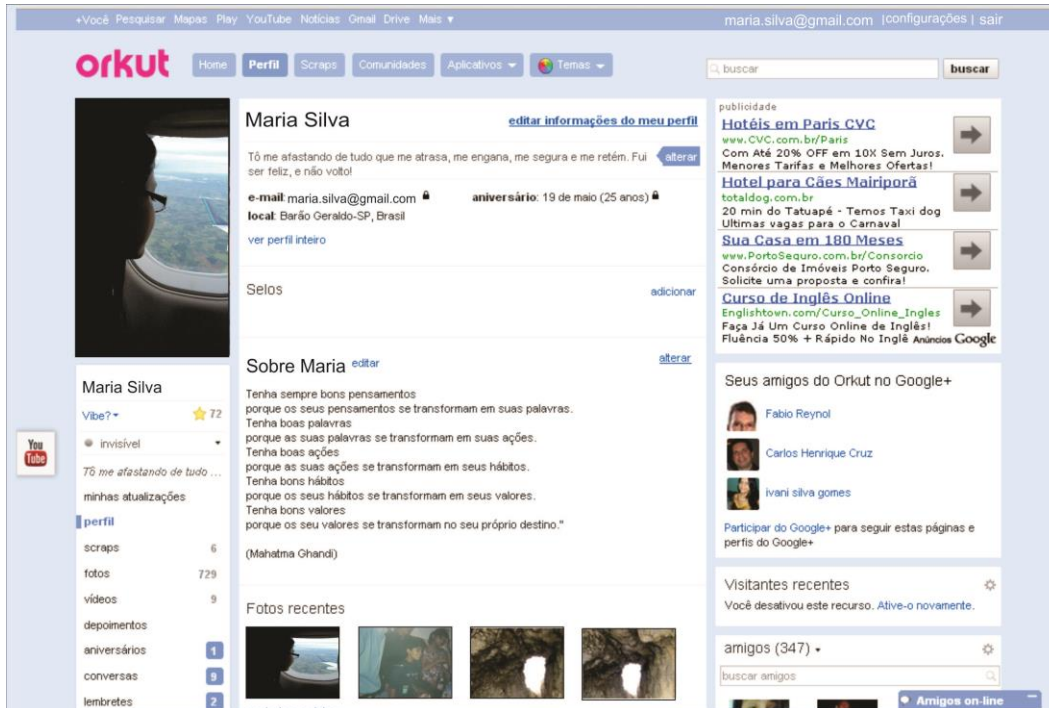 +Você Pesquisar Mapas Play YouTube Notícias Gmail Drive Mais ▼
maria.silva@gmail.com |configurações | sair
orkut
Home Perfil Scraps Comunidades Aplicativos Temas
buscar
buscar
Maria Silva
editar informações do meu perfil
Tô me afastando de tudo que me atrasa, me engana, me segura e me retém. Fui
ser feliz, e não volto!
alterar
e-mail:maria.silva@gmail.com
aniversário: 19 de maio (25 anos)
local: Barão Geraldo-SP, Brasil
ver perfil inteiro
Selos
adicionar
Sobre Maria editar
alterar
Tenha sempre bons pensamentos
porque os seus pensamentos se transformam em suas palavras.
Tenha boas palavras
porque as suas palavras se transformam em suas ações.
Tenha boas ações
porque as suas ações se transformam em seus hábitos.
Tenha bons hábitos
porque os seus hábitos se transformam em seus valores.
Tenha bons valores
porque os seu valores se transformam no seu próprio destino."
(Mahatma Ghandi)
Fotos recentes
Maria Silva
Vibe?
72
invisível
Tô me afastando de tudo ...
minhas atualizações
perfil
scraps 6
fotos 729
vídeos 9
depoimentos
aniversários 1
conversas 9
lembretes 2
You
Tube
publicidade
Hotéis em Paris CVC
www.CVC.com.br/Paris
Com Até 20% OFF em 10X Sem Juros.
Menores Tarifas e Melhores Ofertas!
Hotel para Cães Mairiporã
totaldog.com.br
20 min do Tatuapé - Temos Taxi dog
Ultimas vagas para o Carnaval
Sua Casa em 180 Meses
www.PortoSeguro.com.br/Consorcio
Consórcio de Imóveis Porto Seguro.
Solicite uma proposta e confira!
Curso de Inglês Online
Englishtown.com/Curso_Online_Ingles
Faça Já Um Curso Online de Inglês!
Fluência 50% + Rápido No Inglê Anúncios Google
Seus amigos do Orkut no Google+
Fabio Reynol
Carlos Henrique Cruz
ivani silva gomes
Participar do Google+ para seguir estas páginas e
perfis do Google+
Visitantes recentes
Você desativou este recurso. Ative-o novamente.
amigos (347)
buscar amigos
Amigos on-line